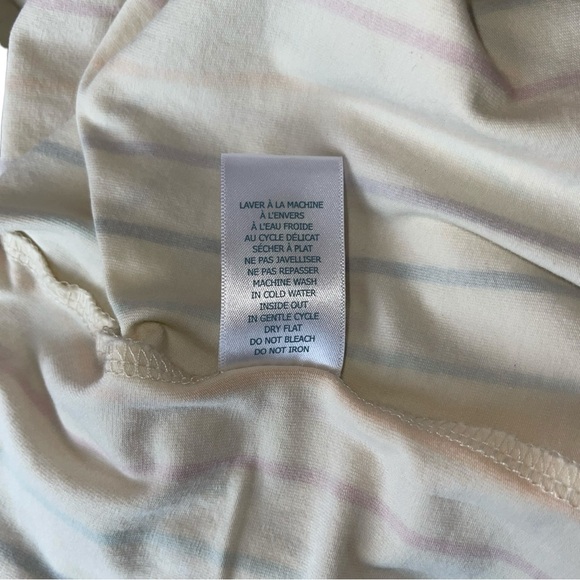 LAVER À LA MACHINE
À L'ENVERS
À L'EAU FROIDE
AU CYCLE DÉLICAT
SÉCHER À PLAT
NE PAS JAVELLISER
NE PAS REPASSER
MACHINE WASH
IN COLD WATER
INSIDE OUT
IN GENTLE CYCLE
DRY FLAT
DO NOT BLEACH
DO NOT IRON